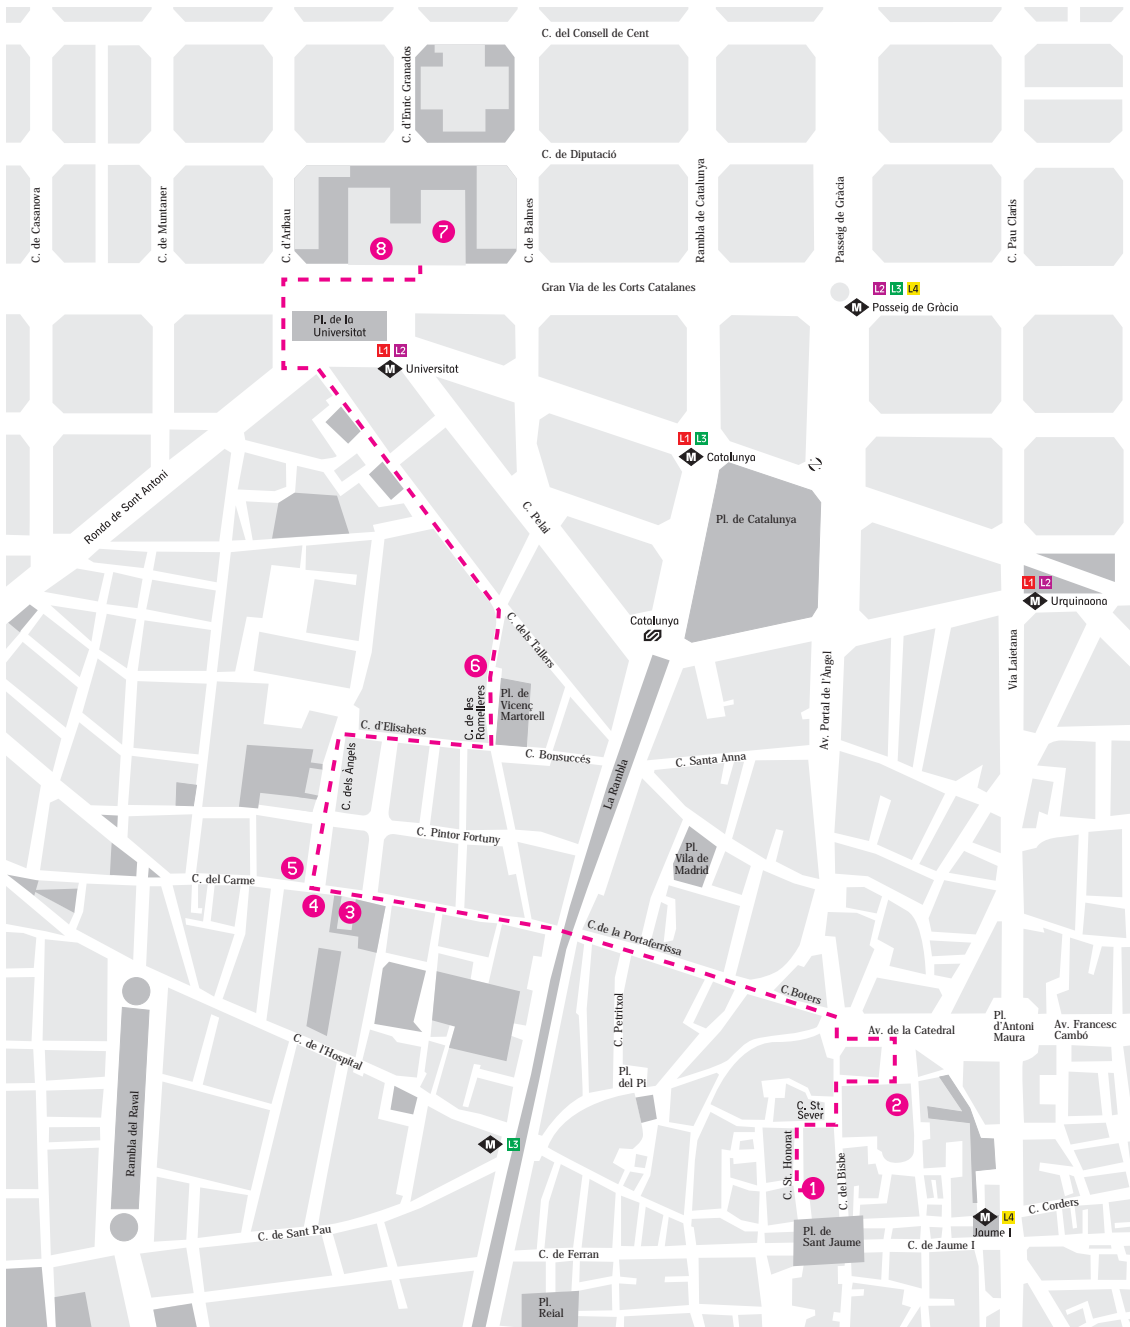 C. del Consell de Cent
C. d'Enric Granados
C. de Diputació
C. de Casanova
C. de Muntaner
C. d'Aribau
C. de Balmes
Rambla de Catalunya
Passeig de Gràcia
C. Pau Claris
7
8
Gran Via de les Corts Catalanes
L2 L3 L4
M Passeig de Gràcia
Pl. de la
Universitat
L1 L2
M Universitat
L1 L3
M Catalunya
Ronda de Sant Antoni
C. Pelai
Pl. de Catalunya
L1 L2
M Urquinaona
Catalunya
C. dels Tallers
Via Laietana
6
Av. Portal de l'Àngel
C. de les
Ramelleres
Pl. de
Vicenç
Martorell
C. d'Elisabets
C. Bonsuccés
C. Santa Anna
C. dels Àngels
La Rambla
C. Pintor Fortuny
Pl.
Vila de
Madrid
5
C. del Carme
4
3
C. de la Portaferrissa
C. Boters
C. Petritxol
Av. de la Catedral
Pl.
d'Antoni
Maura
Av. Francesc
Cambó
C. de l'Hospital
Pl.
del Pi
Rambla del Raval
C. St.
Sever
2
M L3
C. St. Honorat
C. del Bisbe
1
C. Corders
M L4
Jaume I
C. de Sant Pau
Pl. de
Sant Jaume
C. de Ferran
C. de Jaume I
Pl.
Reial